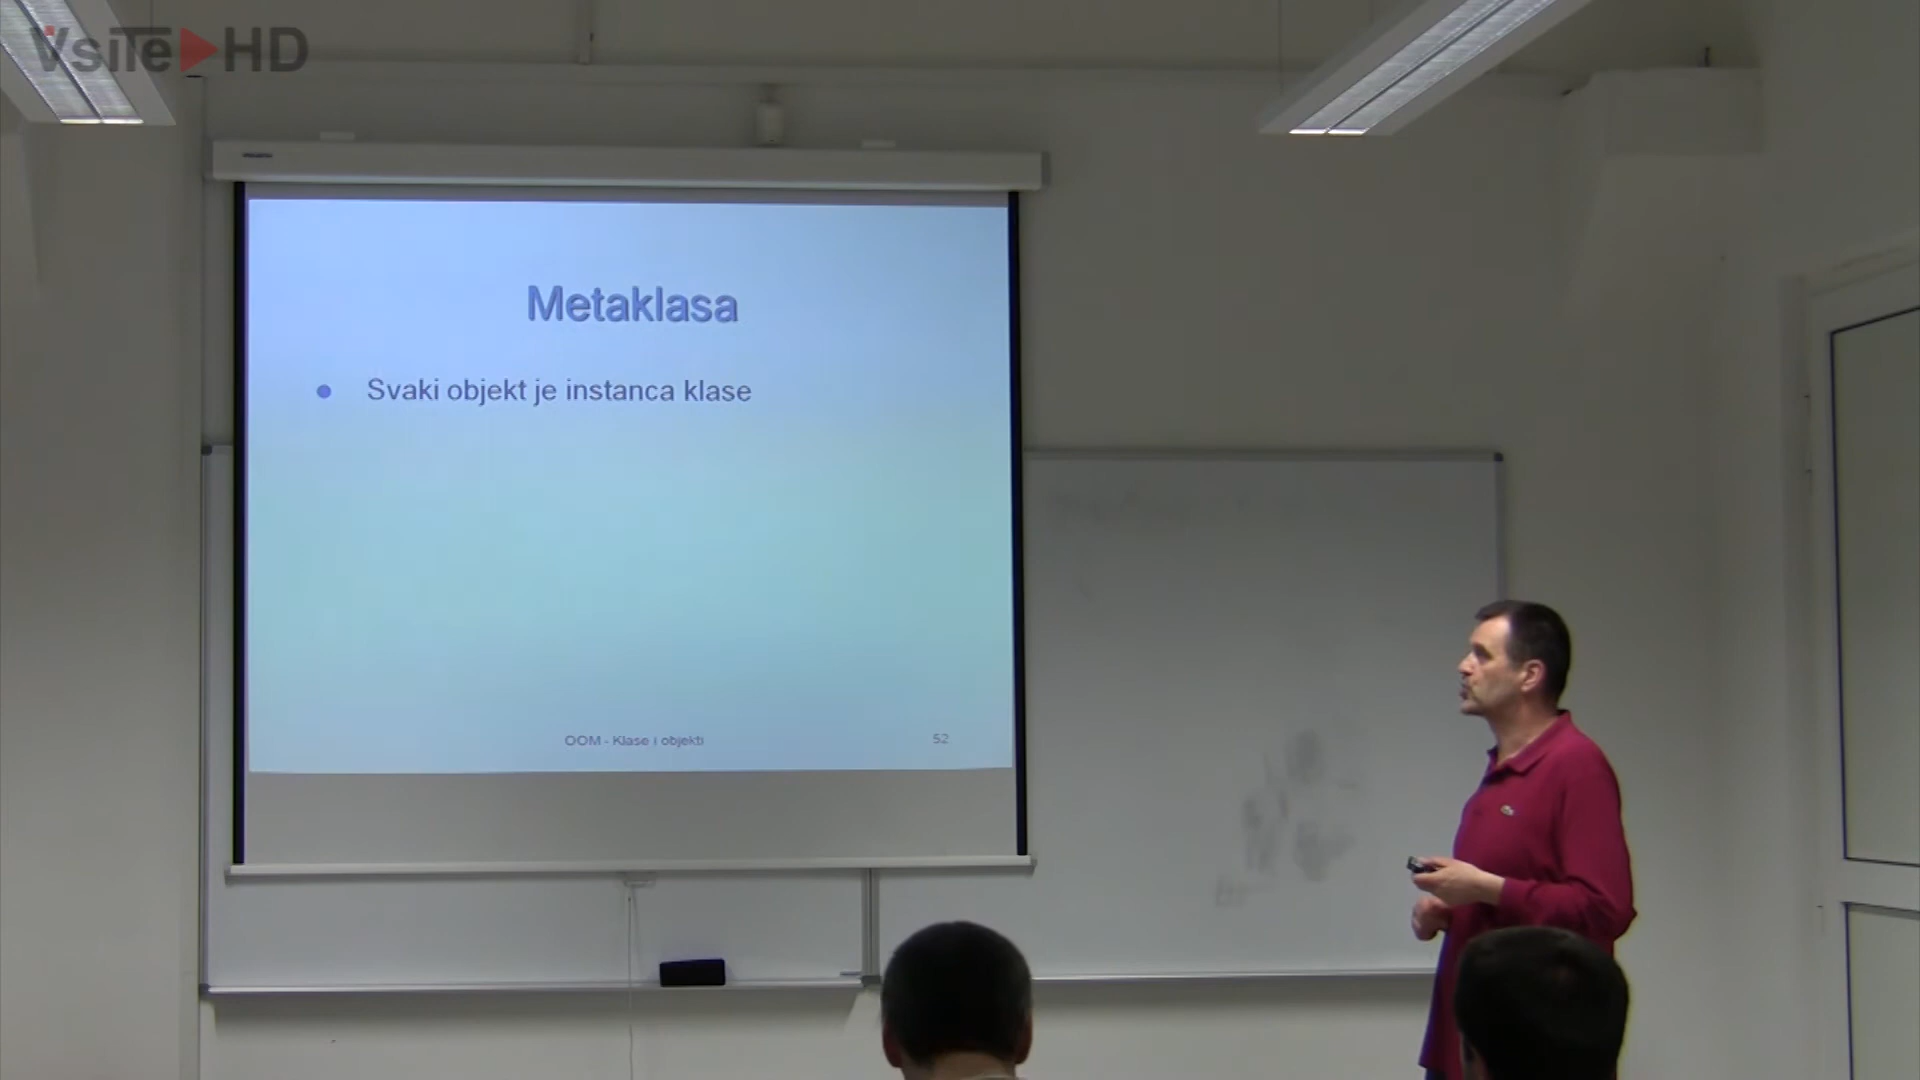 VsiTe HD
Metaklasa
Svaki objekt je instanca klase
OOM - Klase i objekti
52